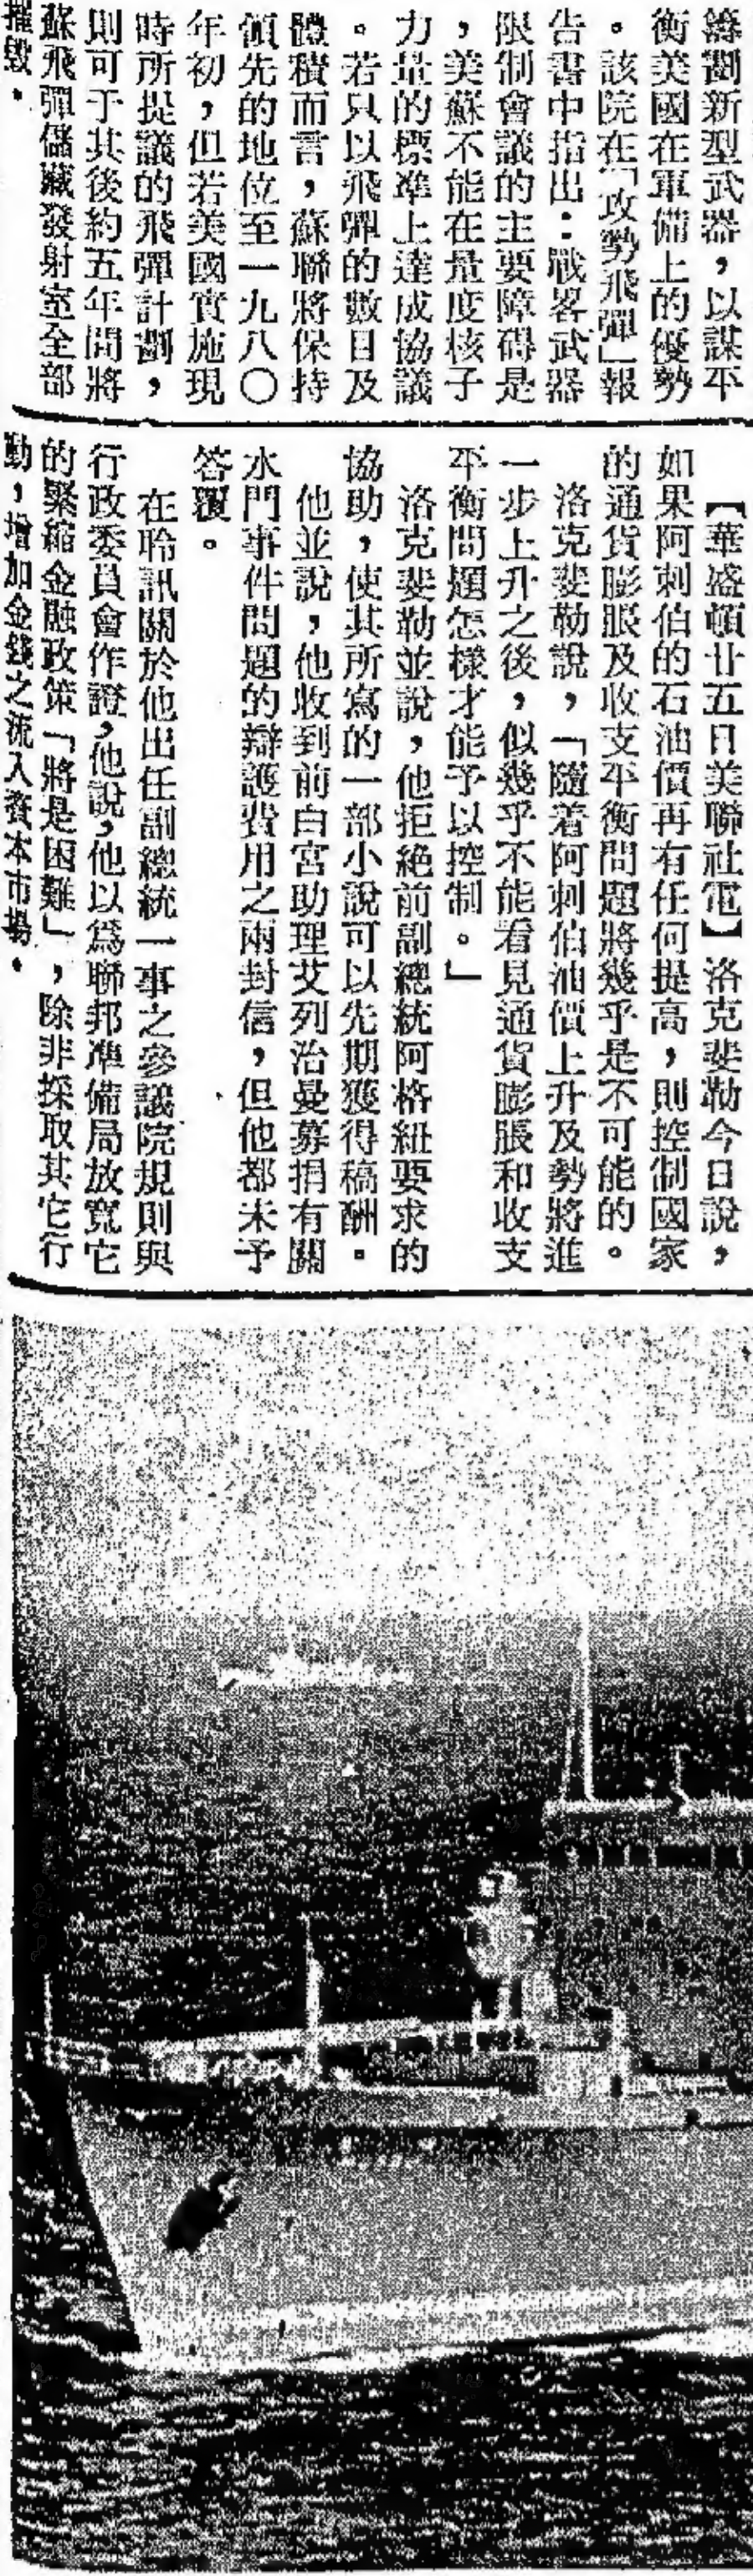 籌劃新型武器，以謀平
衡美國在軍備上的優勢
。該院在「攻勢飛彈」報
告書中指出：戰畧武器
限制會議的主要障碍是
，美蘇不能在量度核子
力量的標準上達成協議
。若只以飛彈的數目及
體積而言，蘇聯將保持
領先的地位至一九八〇
年初，但若美國實施現
時所提議的飛彈計劃，
則可于其後約五年間將
蘇飛彈儲藏發射室全部
摧毀。
【華盛頓廿五日美聯社電】洛克斐勒今日說，
如果阿刺伯的石油價再有任何提高，則控制國家
的通貨膨脹及收支平衡問題將幾乎是不可能的。
洛克斐勒說，「隨着阿刺伯油價上升及勢將進
一步上升之後，似幾乎不能看見通貨膨脹和收支
平衡問題怎樣才能予以控制。」
洛克斐勒並說，他拒絕前副總統阿格紐要求的
協助，使其所寫的一部小說可以先期獲得稿酬。
他並說，他收到前白宮助理艾列治曼募捐有關
水門事件問題的辯護費用之兩封信，但他都未予
答覆。
在聆訊關於他出任副總統一事之參議院規則與
行政委員會作證，他說，他以爲聯邦準備局放寬它
的緊縮金融政策「將是困難」，除非採取其它行
動，增加金錢之流入資本市場。